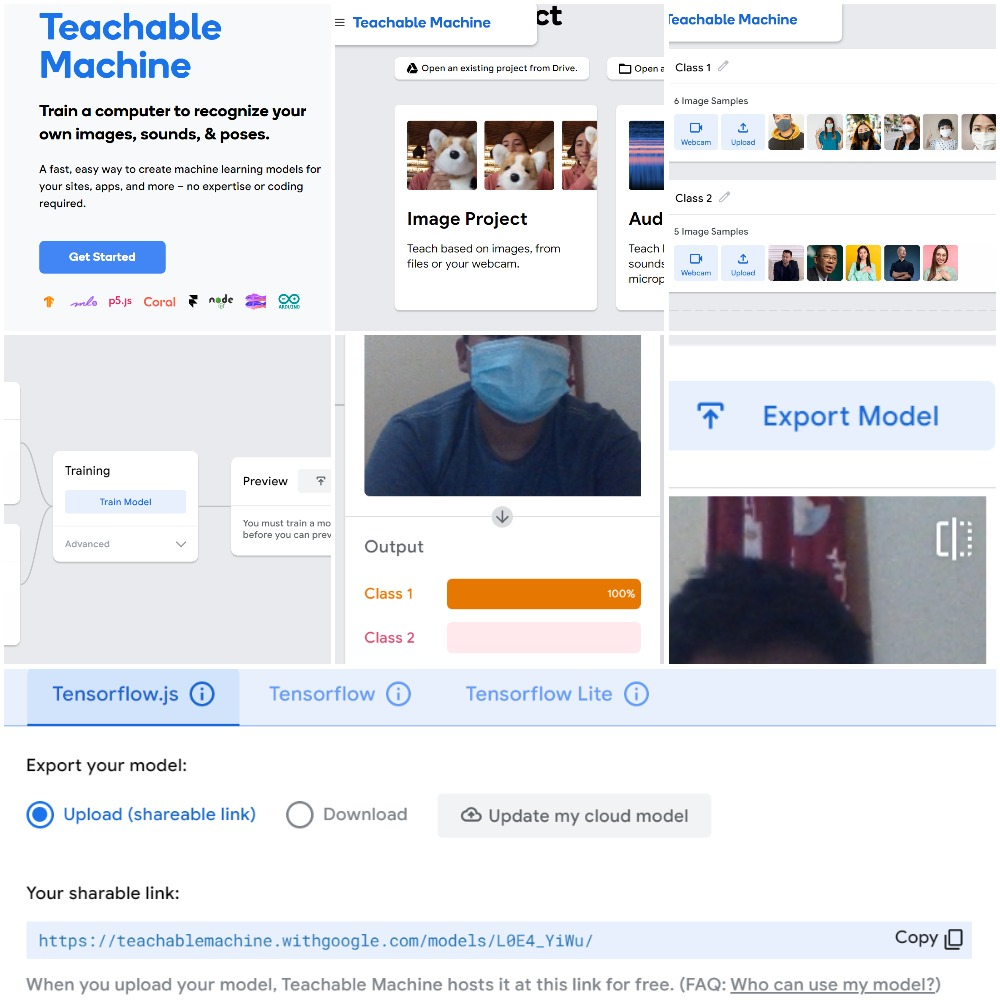 Teachable
Machine
Train a computer to recognize your
own images, sounds, & poses.
A fast, easy way to create machine learning models for
your sites, apps, and more – no expertise or coding
required.
Get Started
mlo p5.js Coral node ARDUINO
Teachable Machine
ct
Open an existing project from Drive.
Open a
Image Project
Teach based on images, from
files or your webcam.
Aud
Teach
sounds
microp
Teachable Machine
Class 1
6 Image Samples
Webcam Upload
Class 2
5 Image Samples
Webcam Upload
Training
Train Model
Advanced
Preview
You must train a mo
before you can prev
Output
Class 1 100%
Class 2
Export Model
Tensorflow.js Tensorflow Tensorflow Lite
Export your model:
Upload (shareable link) Download Update my cloud model
Your sharable link:
https://teachablemachine.withgoogle.com/models/L0E4_YiWu/ Copy
When you upload your model, Teachable Machine hosts it at this link for free. (FAQ: Who can use my model?)